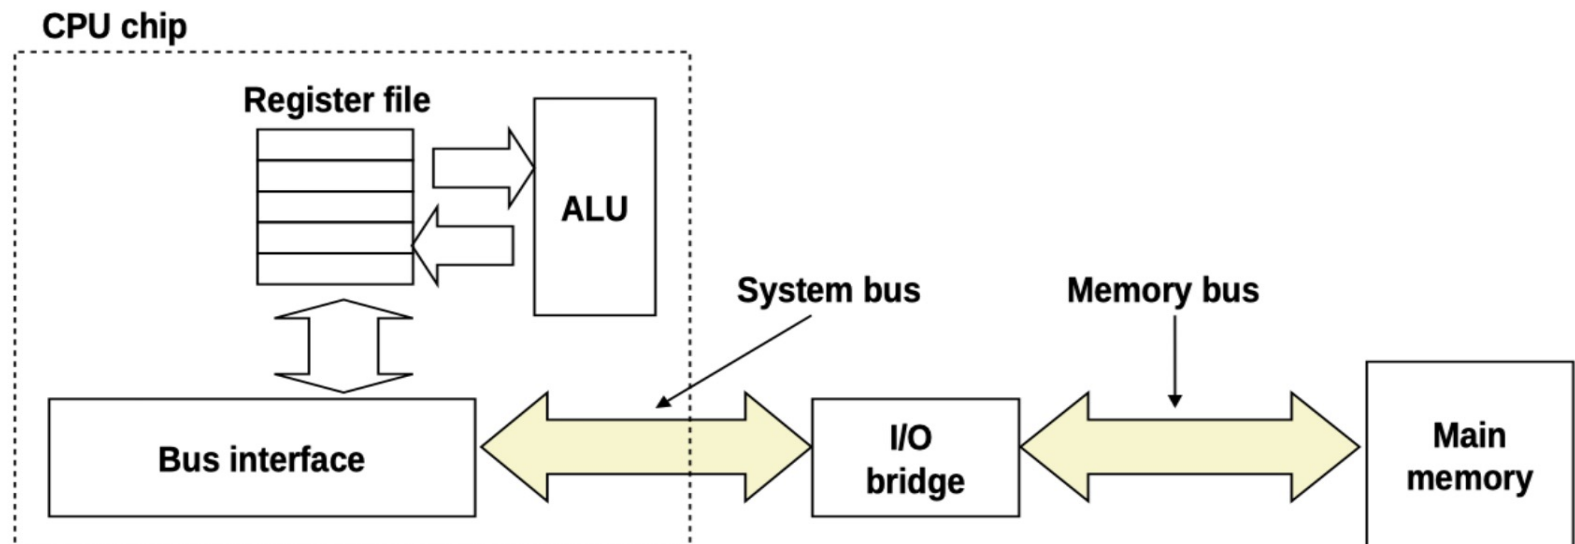 CPU chip
Register file
ALU
System bus
Memory bus
Bus interface
I/O
bridge
Main
memory